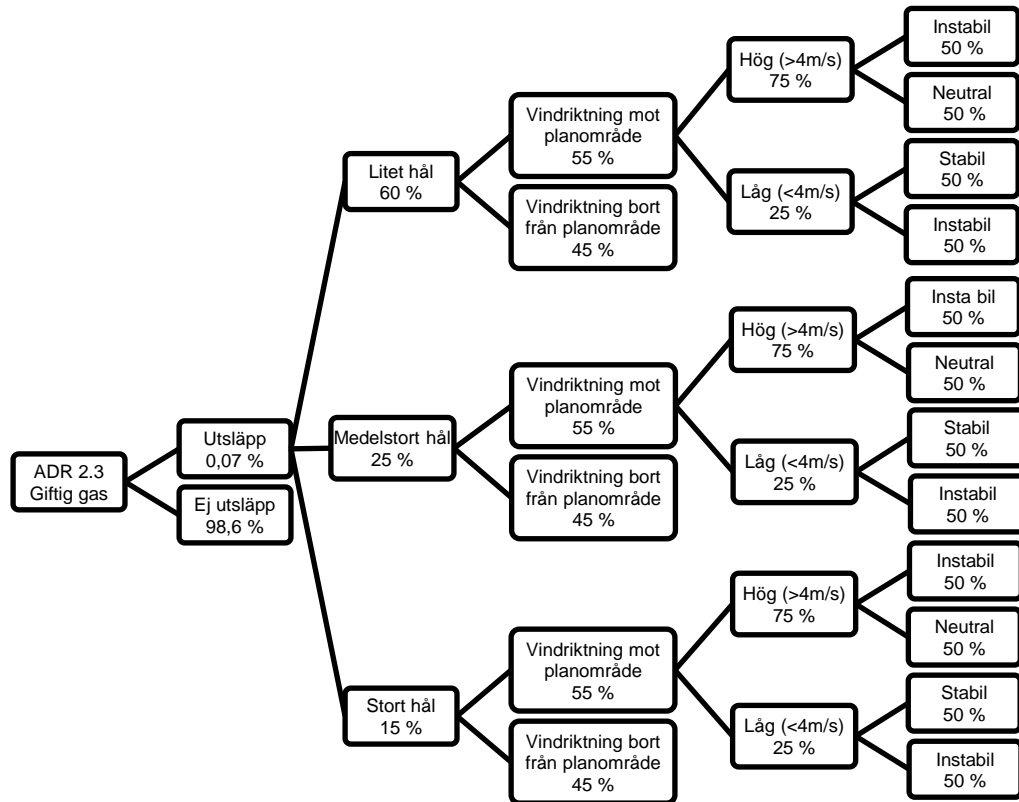 ADR 2.3
Giftig gas
Utsläpp
0,07 %
Ej utsläpp
98,6 %
Litet hål
60 %
Vindriktning mot
planområde
55 %
Hög (>4m/s)
75 %
Instabil
50 %
Neutral
50 %
Låg (<4m/s)
25 %
Stabil
50 %
Instabil
50 %
Vindriktning bort
från planområde
45 %
Medelstort hål
25 %
Vindriktning mot
planområde
55 %
Hög (>4m/s)
75 %
Insta bil
50 %
Neutral
50 %
Låg (<4m/s)
25 %
Stabil
50 %
Instabil
50 %
Vindriktning bort
från planområde
45 %
Stort hål
15 %
Vindriktning mot
planområde
55 %
Hög (>4m/s)
75 %
Instabil
50 %
Neutral
50 %
Låg (<4m/s)
25 %
Stabil
50 %
Instabil
50 %
Vindriktning bort
från planområde
45 %